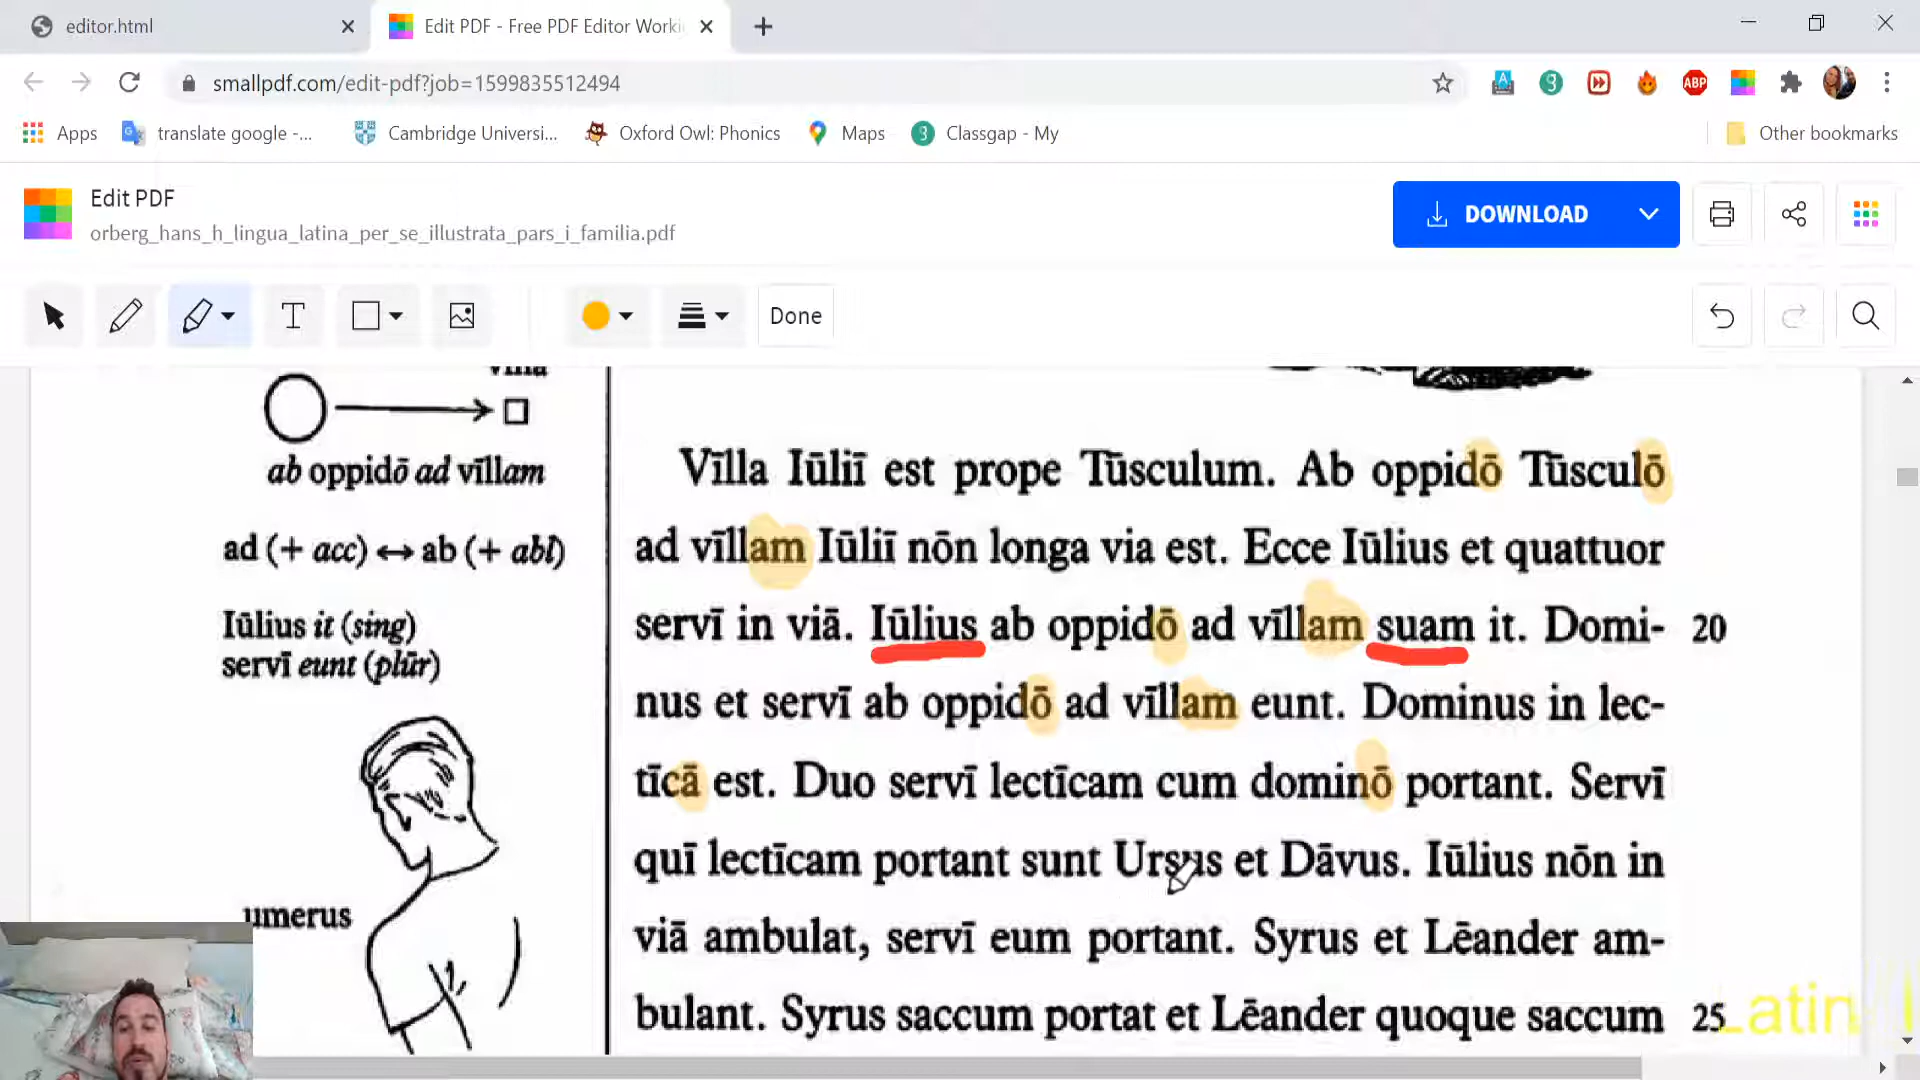 editor.html
Edit PDF - Free PDF Editor Worki
smallpdf.com/edit-pdf?job=1599835512494
ABP
Apps
translate google -...
Cambridge Universi...
Oxford Owl: Phonics
Maps
Classgap - My
Other bookmarks
Edit PDF
orberg_hans_h_lingua_latina_per_se_illustrata_pars_i_familia.pdf
DOWNLOAD
T
Done
villa
ab oppidō ad vīllam
ad (+ acc) ↔ ab (+ abl)
Iūlius it (sing)
servī eunt (plūr)
umerus
Vīlla Iūliī est prope Tūsculum. Ab oppidō Tūsculō
ad vīllam Iūliī nōn longa via est. Ecce Iūlius et quattuor
servī in viā. Iūlius ab oppidō ad vīllam suam it. Domi- 20
nus et servī ab oppidō ad vīllam eunt. Dominus in lec-
tīcā est. Duo servī lectīcam cum dominō portant. Servī
quī lectīcam portant sunt Ursus et Dāvus. Iūlius nōn in
viā ambulat, servī eum portant. Syrus et Lēander am-
bulant. Syrus saccum portat et Lēander quoque saccum 25
Latin